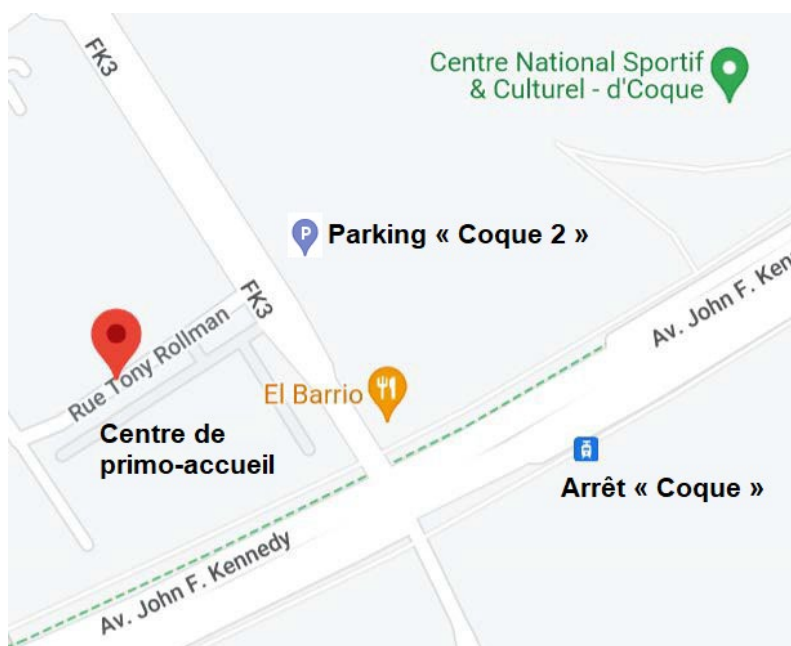 FK3
Centre National Sportif
& Culturel - d'Coque
P
Parking « Coque 2 »
FK3
Av. John F. Ken
Rue Tony Rollman
El Barrio
Centre de
primo-accueil
Arrêt « Coque »
Av. John F. Kennedy